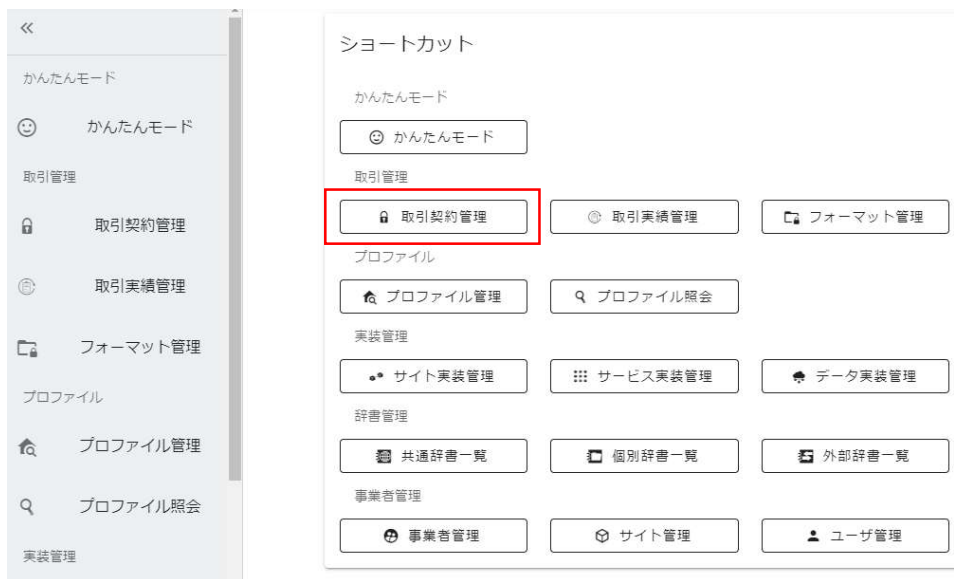 かんたんモード
かんたんモード
取引管理
取引契約管理
取引実績管理
フォーマット管理
プロファイル
プロファイル管理
プロファイル照会
実装管理
ショートカット
かんたんモード
かんたんモード
取引管理
取引契約管理 取引実績管理 フォーマット管理
プロファイル
プロファイル管理 プロファイル照会
実装管理
サイト実装管理 サービス実装管理 データ実装管理
辞書管理
共通辞書一覧 個別辞書一覧 外部辞書一覧
事業者管理
事業者管理 サイト管理 ユーザ管理